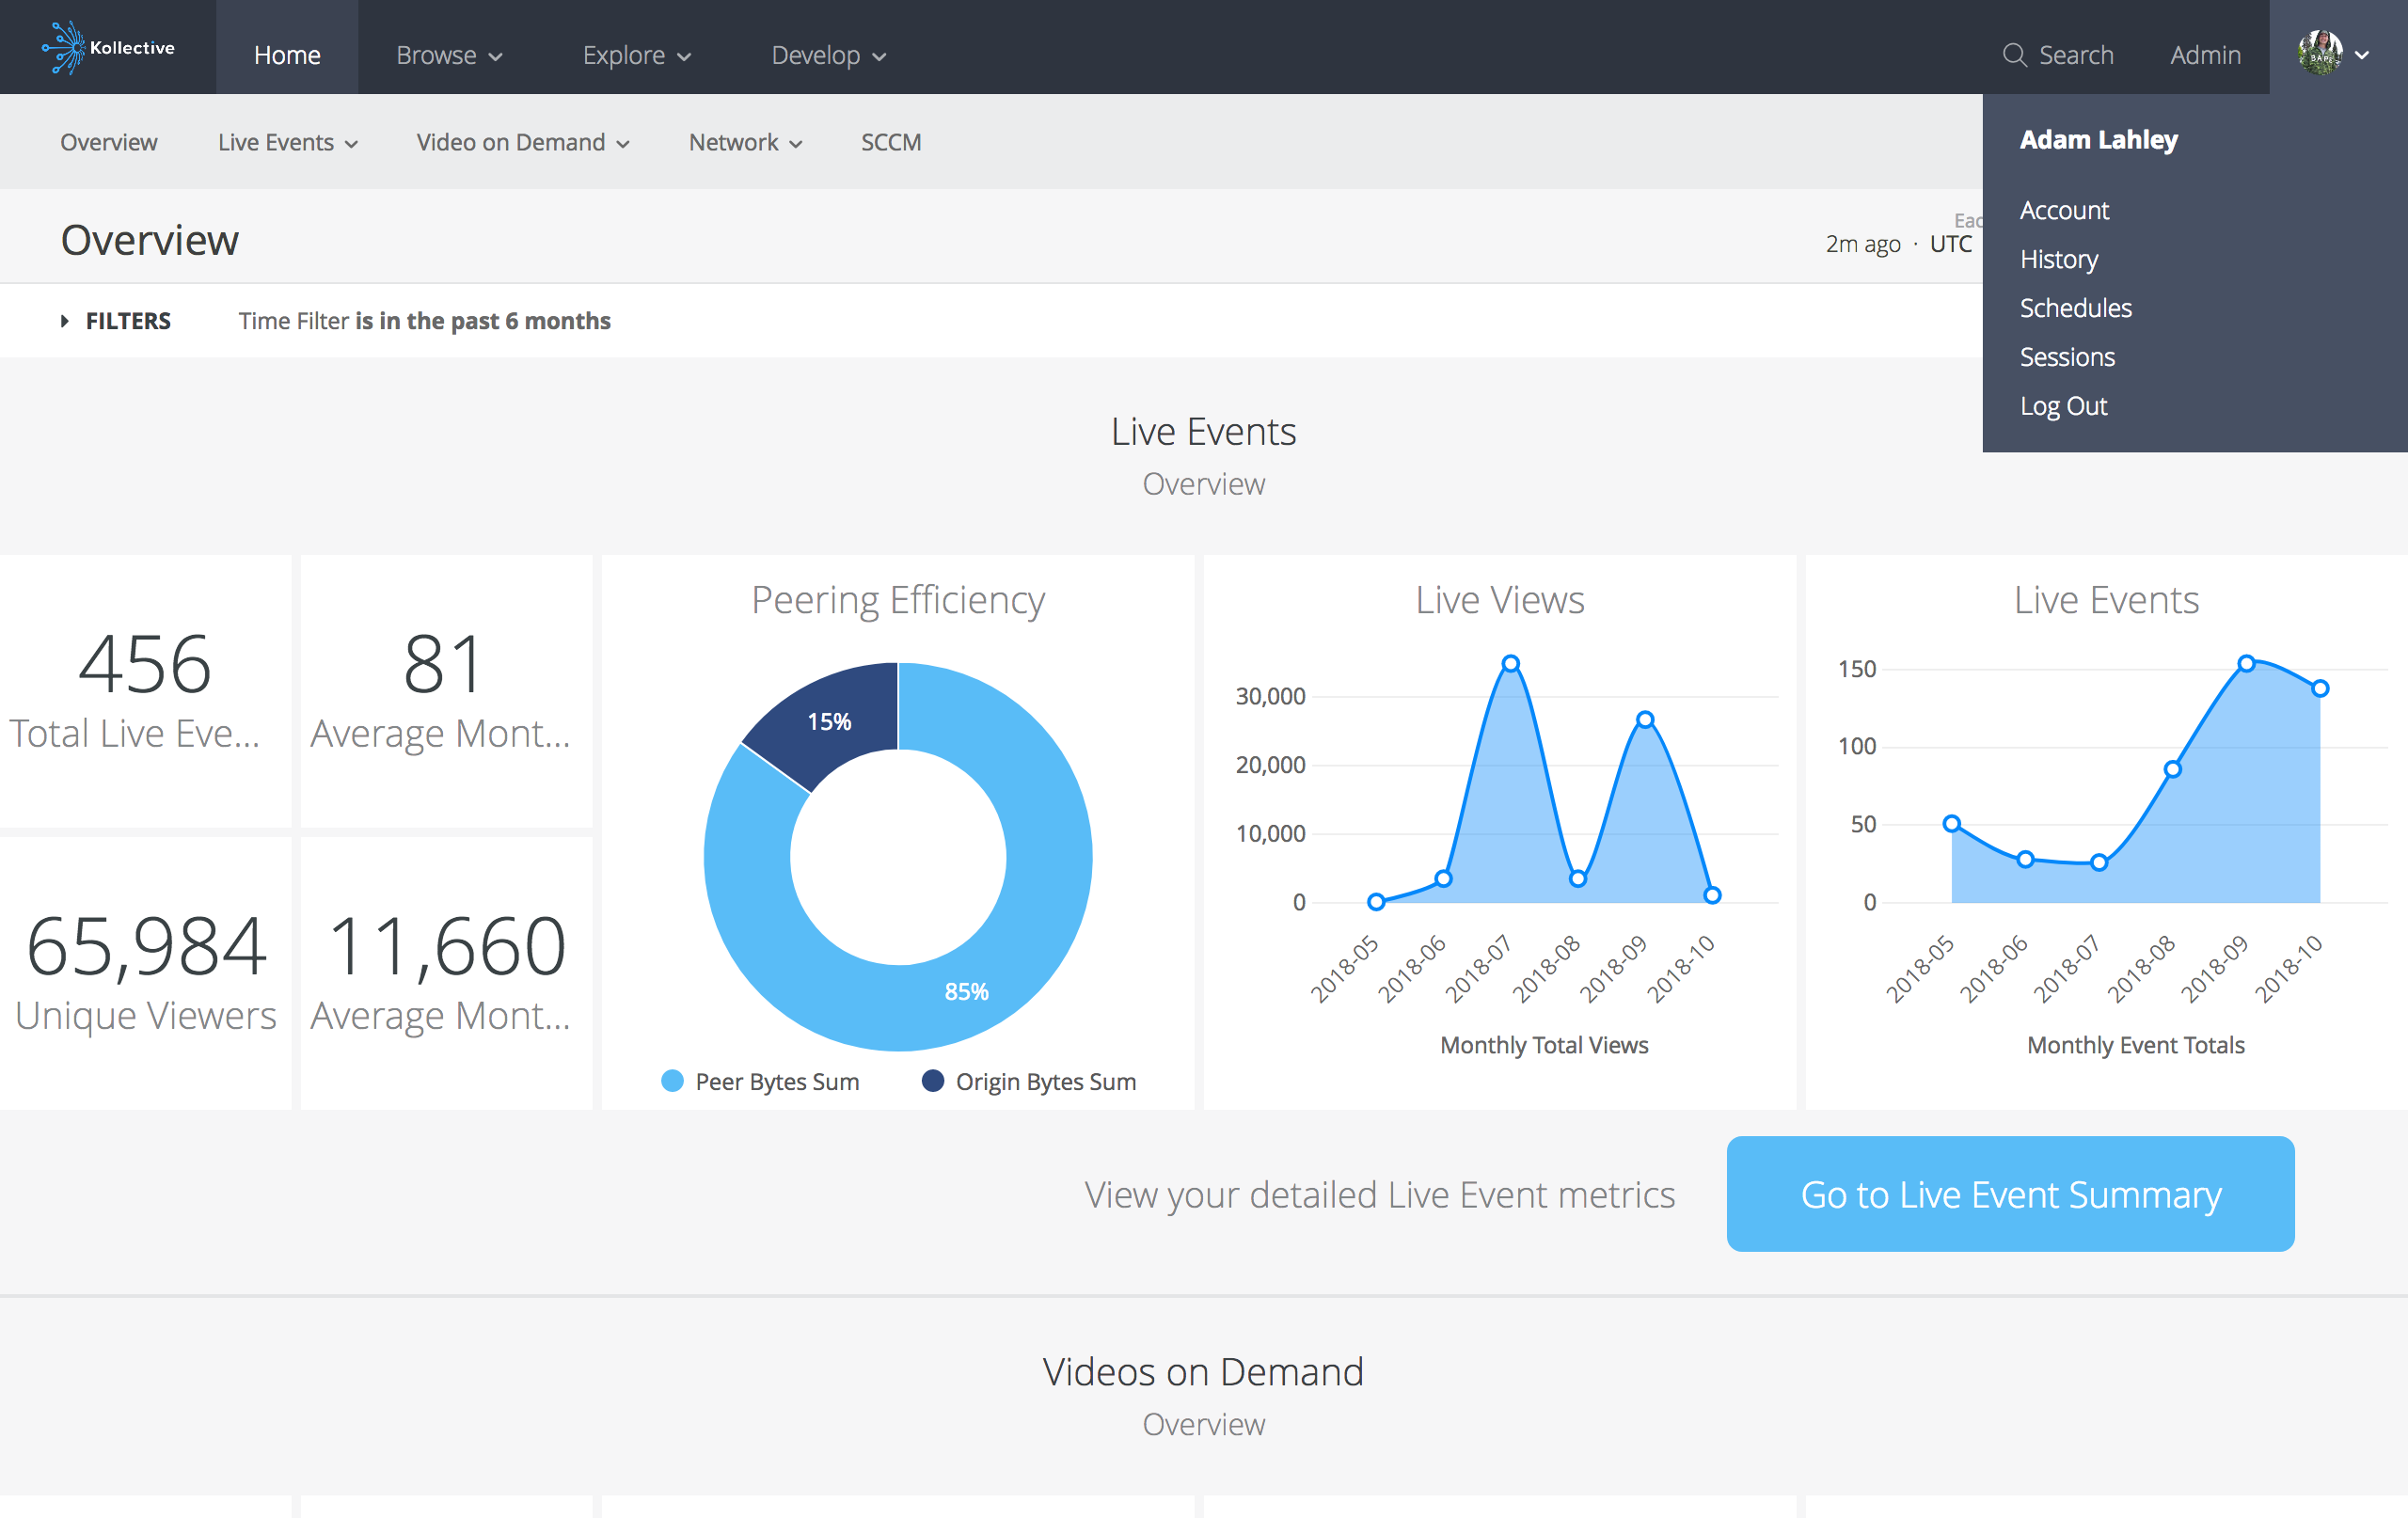 Kollective
Home
Browse
Explore
Develop
Search
Admin
Overview
Live Events
Video on Demand
Network
SCCM
Adam Lahley
Account
History
Schedules
Sessions
Log Out
Overview
Eac
2m ago · UTC
FILTERS
Time Filter is in the past 6 months
Live Events
Overview
456
Total Live Eve...
81
Average Mont...
65,984
Unique Viewers
11,660
Average Mont...
Peering Efficiency
15%
85%
Peer Bytes Sum
Origin Bytes Sum
Live Views
30,000
20,000
10,000
0
2018-05
2018-06
2018-07
2018-08
2018-09
2018-10
Monthly Total Views
Live Events
150
100
50
0
2018-05
2018-06
2018-07
2018-08
2018-09
2018-10
Monthly Event Totals
View your detailed Live Event metrics
Go to Live Event Summary
Videos on Demand
Overview